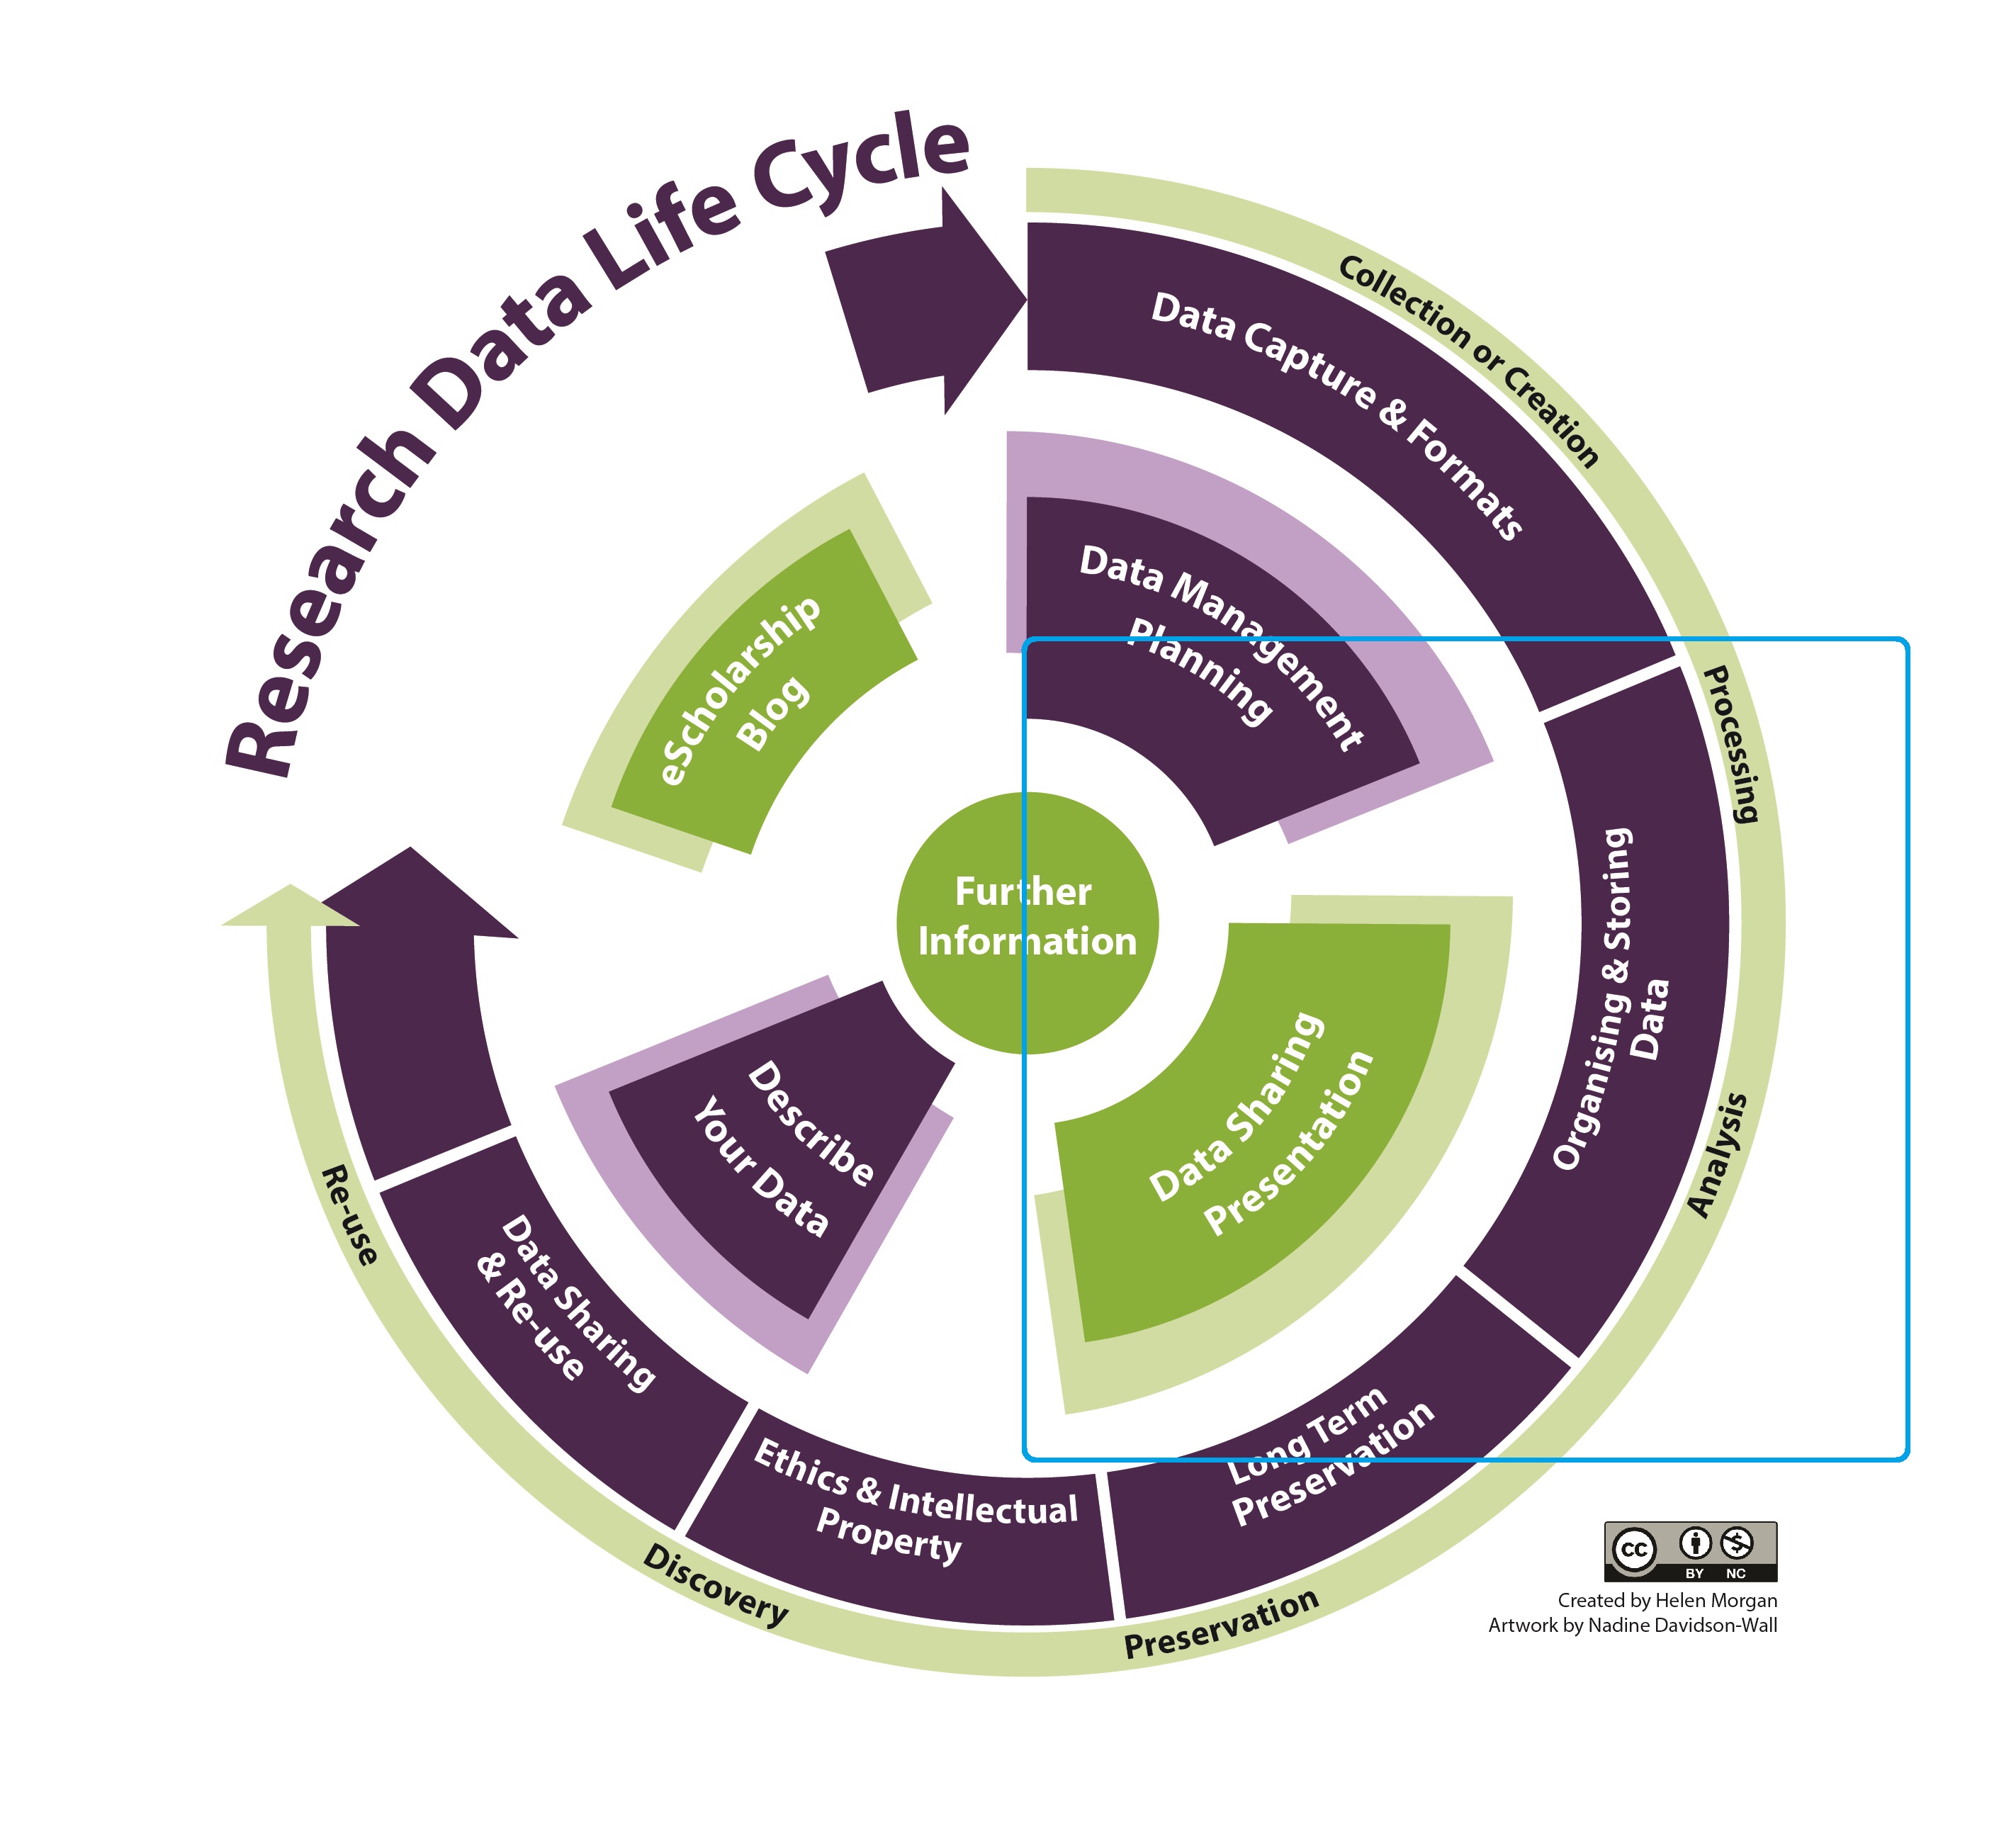 Research Data Life Cycle
Collection or Creation
Data Capture & Formats
Data Management
Planning
Processing
Organising & Storing
Data
Analysis
eScholarship
Blog
Further
Information
Data Sharing
Presentation
Describe
Your Data
Long Term
Preservation
Preservation
Ethics & Intellectual
Property
Discovery
Data Sharing
& Re-use
Re-use
CC
BY NC
Created by Helen Morgan
Artwork by Nadine Davidson-Wall